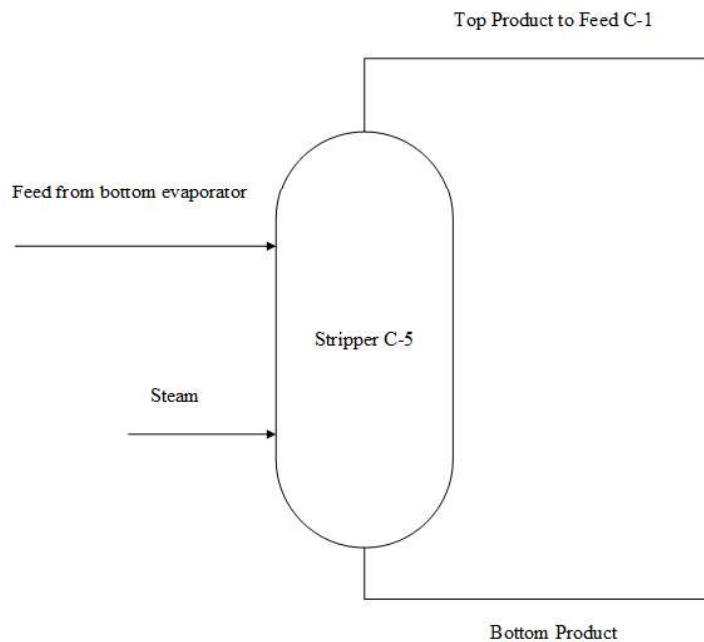 Top Product to Feed C-1
Feed from bottom evaporator
Stripper C-5
Steam
Bottom Product